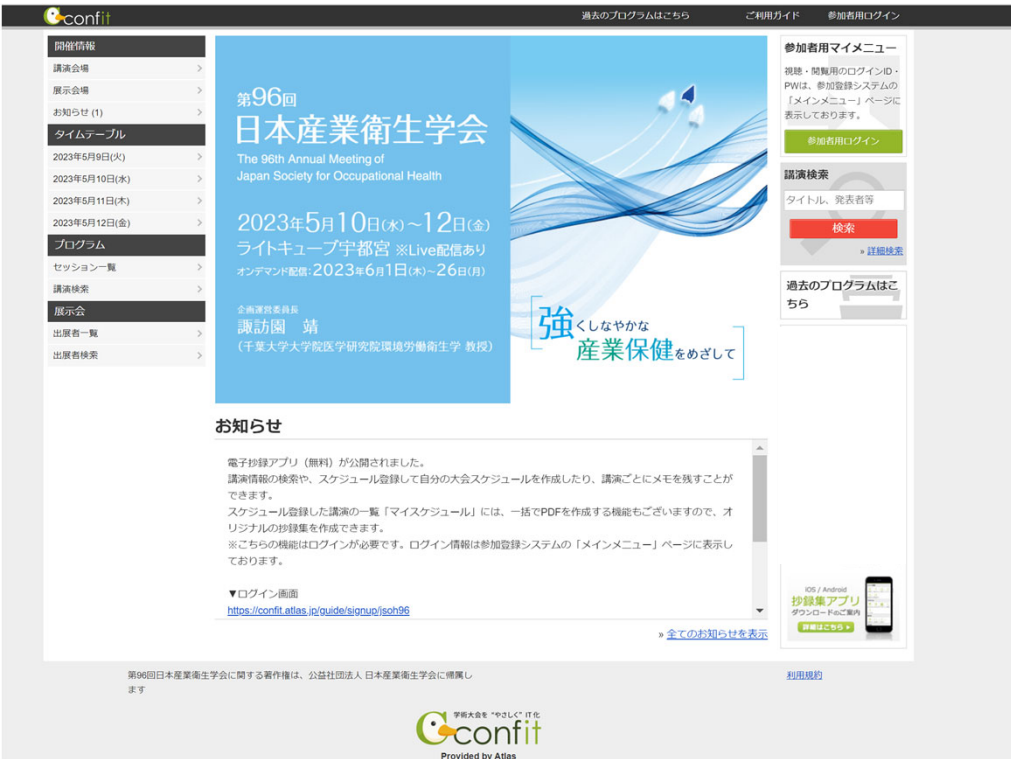 confit
過去のプログラムはこちら
ご利用ガイド
参加者用ログイン
開催情報
講演会場
展示会場
お知らせ (1)
タイムテーブル
2023年5月9日(火)
2023年5月10日(水)
2023年5月11日(木)
2023年5月12日(金)
プログラム
セッション一覧
講演検索
展示会
出展者一覧
出展者検索
第96回
日本産業衛生学会
The 96th Annual Meeting of
Japan Society for Occupational Health
2023年5月10日(水)～12日(金)
ライトキューブ宇都宮 ※Live配信あり
オンデマンド配信:2023年6月1日(木)~26日(月)
企画運営委員長
諏訪園 靖
(千葉大学大学院医学研究院環境労働衛生学 教授)
強くしなやかな
産業保健をめざして
参加者用マイメニュー
視聴・閲覧用のログインID・
PWは、参加登録システムの
「メインメニュー」ページに
表示しております。
参加者用ログイン
講演検索
タイトル、発表者等
検索
» 詳細検索
過去のプログラムはこ
ちら
お知らせ
電子抄録アプリ（無料）が公開されました。
講演情報の検索や、スケジュール登録して自分の大会スケジュールを作成したり、講演ごとにメモを残すことが
できます。
スケジュール登録した講演の一覧「マイスケジュール」には、一括でPDFを作成する機能もございますので、オ
リジナルの抄録集を作成できます。
※こちらの機能はログインが必要です。ログイン情報は参加登録システムの「メインメニュー」ページに表示し
ております。
▼ログイン画面
https://confit.atlas.jp/guide/signup/jsoh96
» 全てのお知らせを表示
iOS / Android
抄録集アプリ
ダウンロードのご案内
詳細はこちら
第96回日本産業衛生学会に関する著作権は、公益社団法人 日本産業衛生学会に帰属し
ます
利用規約
学術大会を "やさしく" IT化
confit
Provided by Atlas